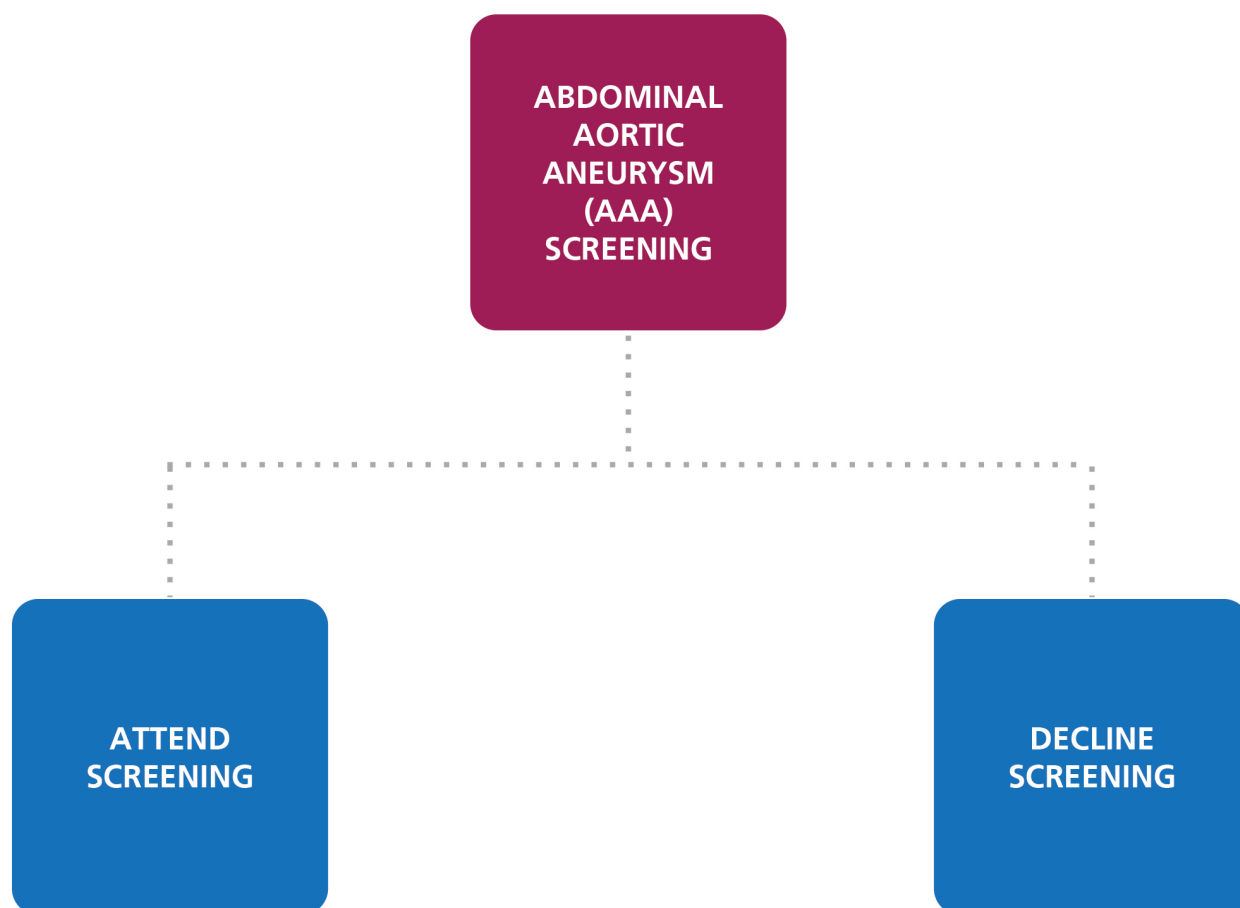 ABDOMINAL
AORTIC
ANEURYSM
(AAA)
SCREENING
ATTEND
SCREENING
DECLINE
SCREENING